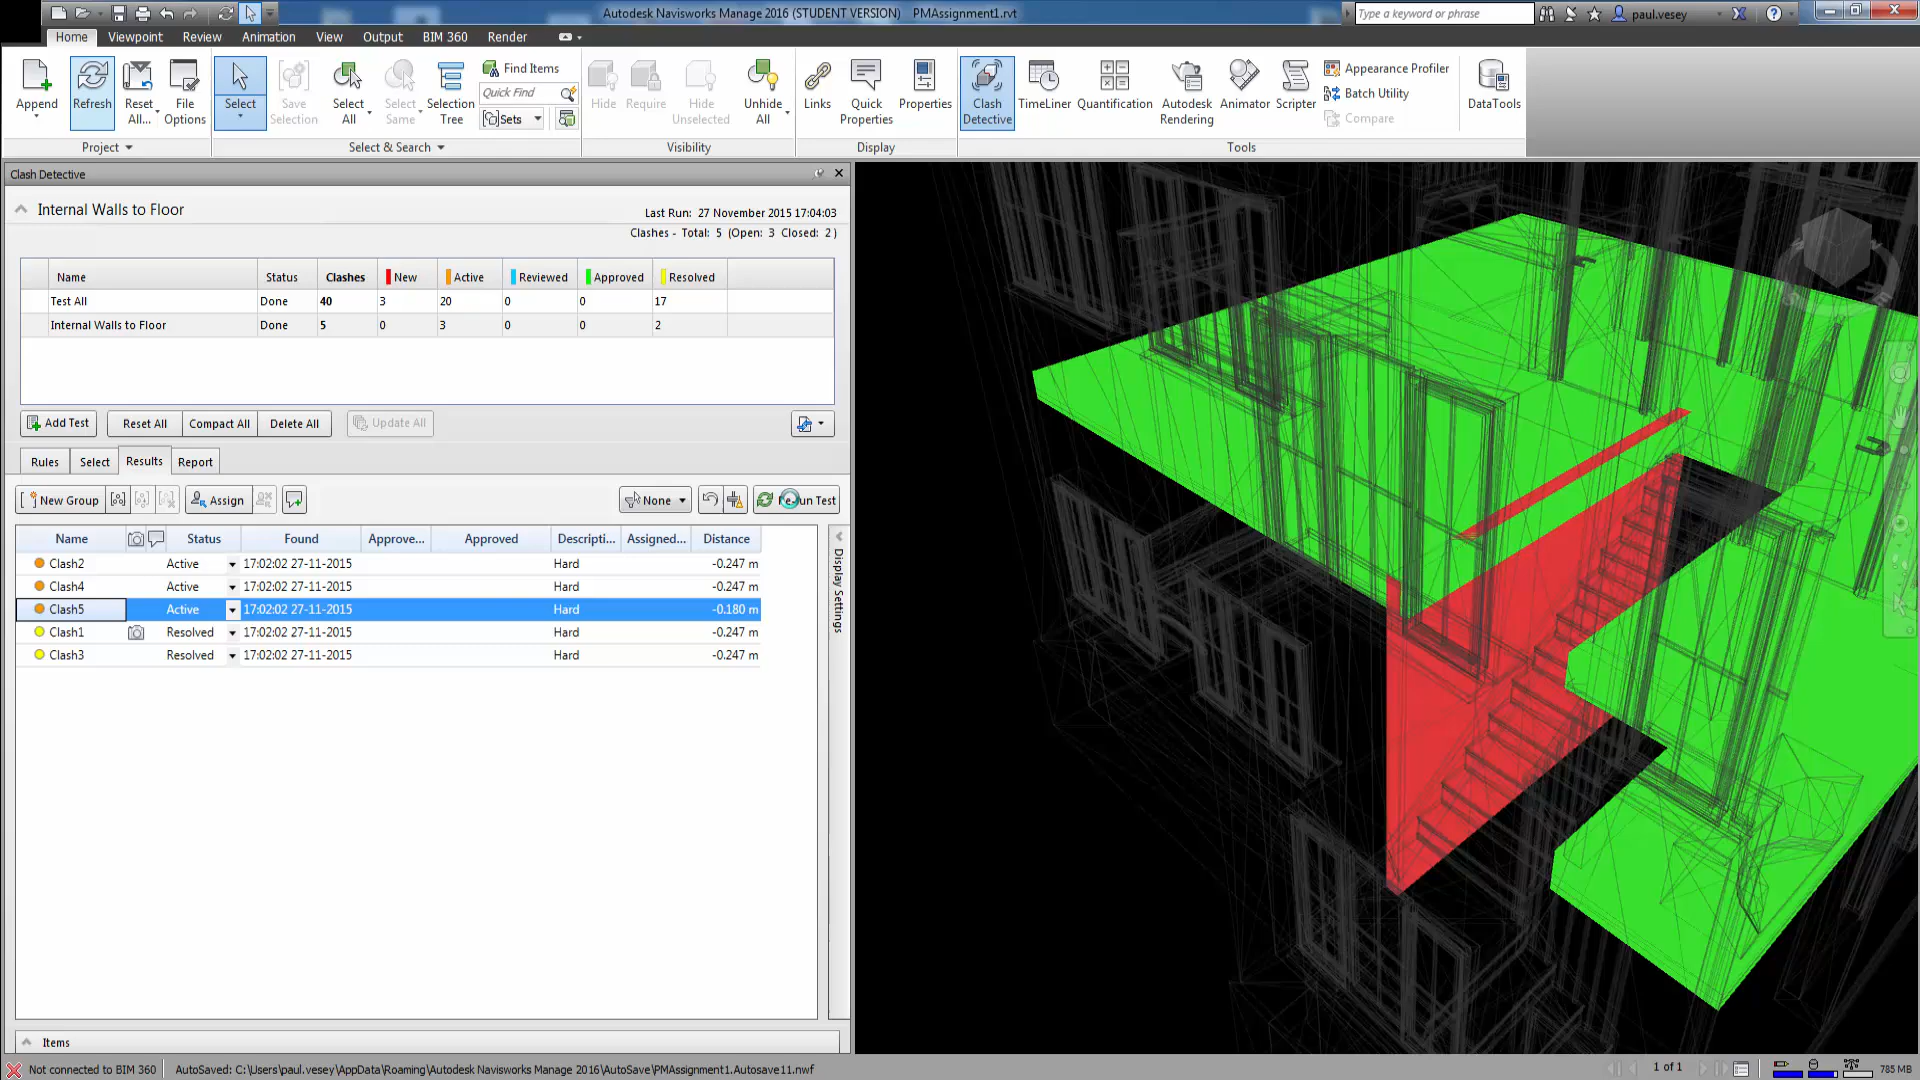 Autodesk Navisworks Manage 2016 (STUDENT VERSION) PMAssignment1.rvt
Type a keyword or phrase
paul.vesey
Home Viewpoint Review Animation View Output BIM 360 Render
Append
Refresh
Reset All...
File Options
Project
Select
Save Selection
Select All
Select Same
Selection Tree
Find Items
Quick Find
Sets
Select & Search
Hide
Require
Hide Unselected
Unhide All
Visibility
Links
Quick Properties
Properties
Display
Clash Detective
TimeLiner
Quantification
Autodesk Rendering
Animator
Scripter
Appearance Profiler
Batch Utility
Compare
DataTools
Tools
Clash Detective
Internal Walls to Floor
Last Run: 27 November 2015 17:04:03
Clashes - Total: 5 (Open: 3 Closed: 2 )
Name Status Clashes New Active Reviewed Approved Resolved
Test All Done 40 3 20 0 0 17
Internal Walls to Floor Done 5 0 3 0 0 2
Add Test Reset All Compact All Delete All Update All
Rules Select Results Report
New Group Assign None Re-run Test
Name Status Found Approve... Approved Descripti... Assigned... Distance
Clash2 Active 17:02:02 27-11-2015 Hard -0.247 m
Clash4 Active 17:02:02 27-11-2015 Hard -0.247 m
Clash5 Active 17:02:02 27-11-2015 Hard -0.180 m
Clash1 Resolved 17:02:02 27-11-2015 Hard -0.247 m
Clash3 Resolved 17:02:02 27-11-2015 Hard -0.247 m
Display Settings
Items
Not connected to BIM 360 AutoSaved: C:\Users\paul.vesey\AppData\Roaming\Autodesk Navisworks Manage 2016\AutoSave\PMAssignment1.Autosave11.nwf
1 of 1
785 MB